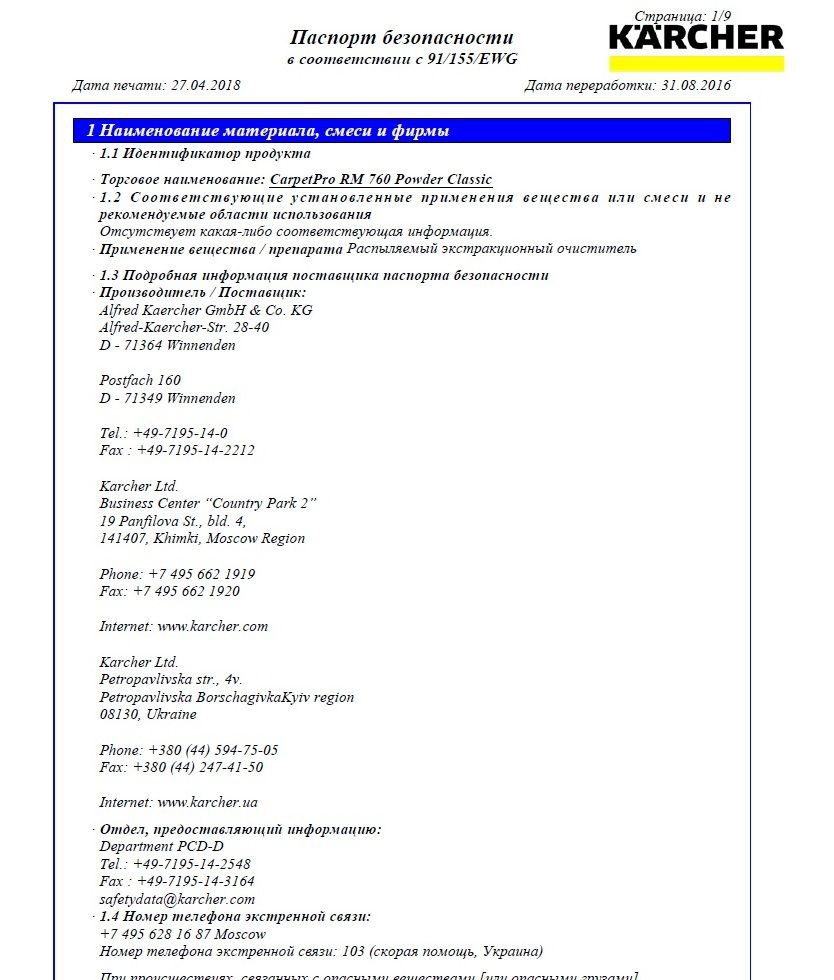 Страница: 1/9
KÄRCHER
Паспорт безопасности
в соответствии с 91/155/EWG
Дата печати: 27.04.2018
Дата переработки: 31.08.2016
1 Наименование материала, смеси и фирмы
· 1.1 Идентификатор продукта
· Торговое наименование: CarpetPro RM 760 Powder Classic
· 1.2 Соответствующие установленные применения вещества или смеси и не
рекомендуемые области использования
Отсутствует какая-либо соответствующая информация.
· Применение вещества / препарата Распыляемый экстракционный очиститель
· 1.3 Подробная информация поставщика паспорта безопасности
· Производитель / Поставщик:
Alfred Kaercher GmbH & Co. KG
Alfred-Kaercher-Str. 28-40
D - 71364 Winnenden
Postfach 160
D - 71349 Winnenden
Tel.: +49-7195-14-0
Fax : +49-7195-14-2212
Karcher Ltd.
Business Center “Country Park 2”
19 Panfilova St., bld. 4,
141407, Khimki, Moscow Region
Phone: +7 495 662 1919
Fax: +7 495 662 1920
Internet: www.karcher.com
Karcher Ltd.
Petropavlivska str., 4v.
Petropavlivska BorschagivkaKyiv region
08130, Ukraine
Phone: +380 (44) 594-75-05
Fax: +380 (44) 247-41-50
Internet: www.karcher.ua
· Отдел, предоставляющий информацию:
Department PCD-D
Tel.: +49-7195-14-2548
Fax : +49-7195-14-3164
safetydata@karcher.com
· 1.4 Номер телефона экстренной связи:
+7 495 628 16 87 Moscow
Номер телефона экстренной связи: 103 (скорая помощь, Украина)
При происшествиях, связанных с опасными веществами [или опасными грузами]